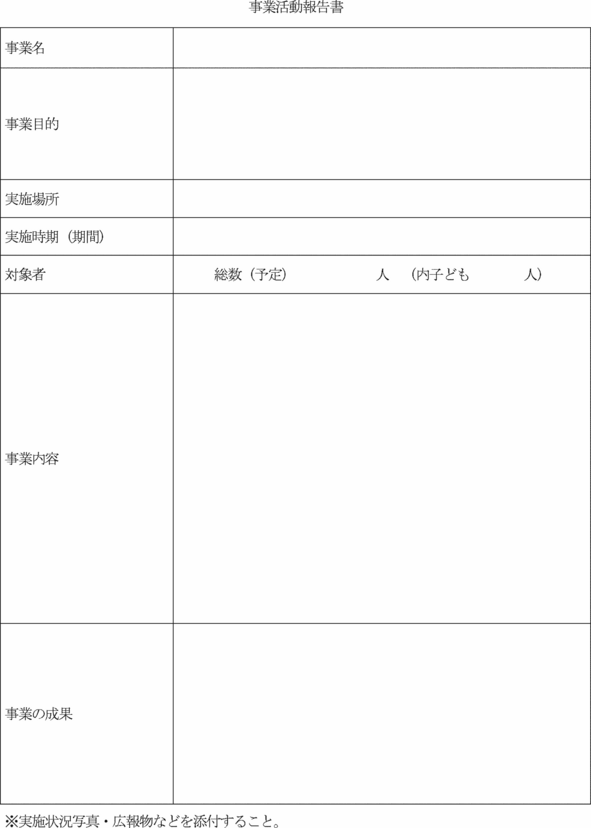 事業活動報告書
事業名
事業目的
実施場所
実施時期（期間）
対象者 総数（予定） 人 （内子ども 人）
事業内容
事業の成果
※実施状況写真・広報物などを添付すること。